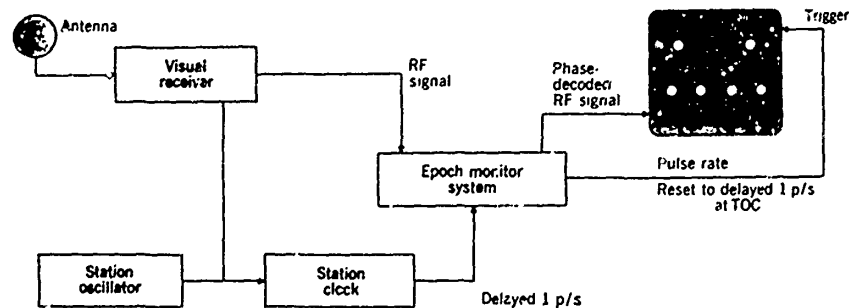 Antenna
Visual
receiver
RF
signal
Phase-
decoded
RF signal
Trigger
Epoch monitor
system
Pulse rate
Reset to delayed 1 p/s
at TOC
Station
oscillator
Station
clock
Delayed 1 p/s